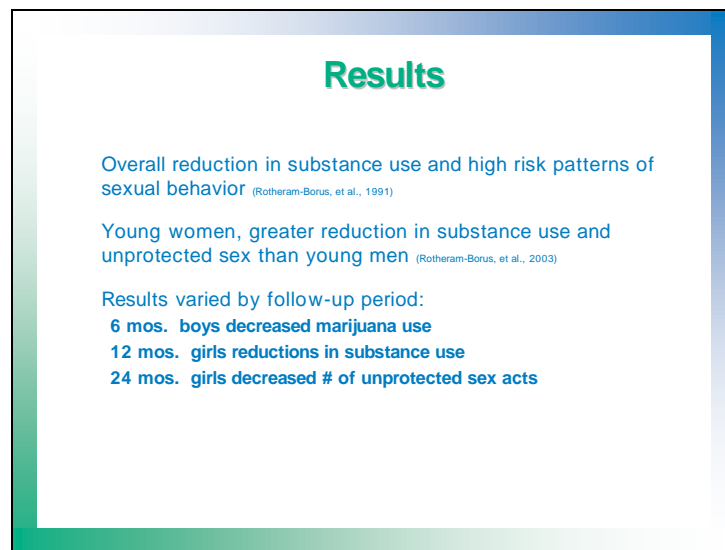 Results
Overall reduction in substance use and high risk patterns of
sexual behavior (Rotheram-Borus, et al., 1991)
Young women, greater reduction in substance use and
unprotected sex than young men (Rotheram-Borus, et al., 2003)
Results varied by follow-up period:
6 mos. boys decreased marijuana use
12 mos. girls reductions in substance use
24 mos. girls decreased # of unprotected sex acts